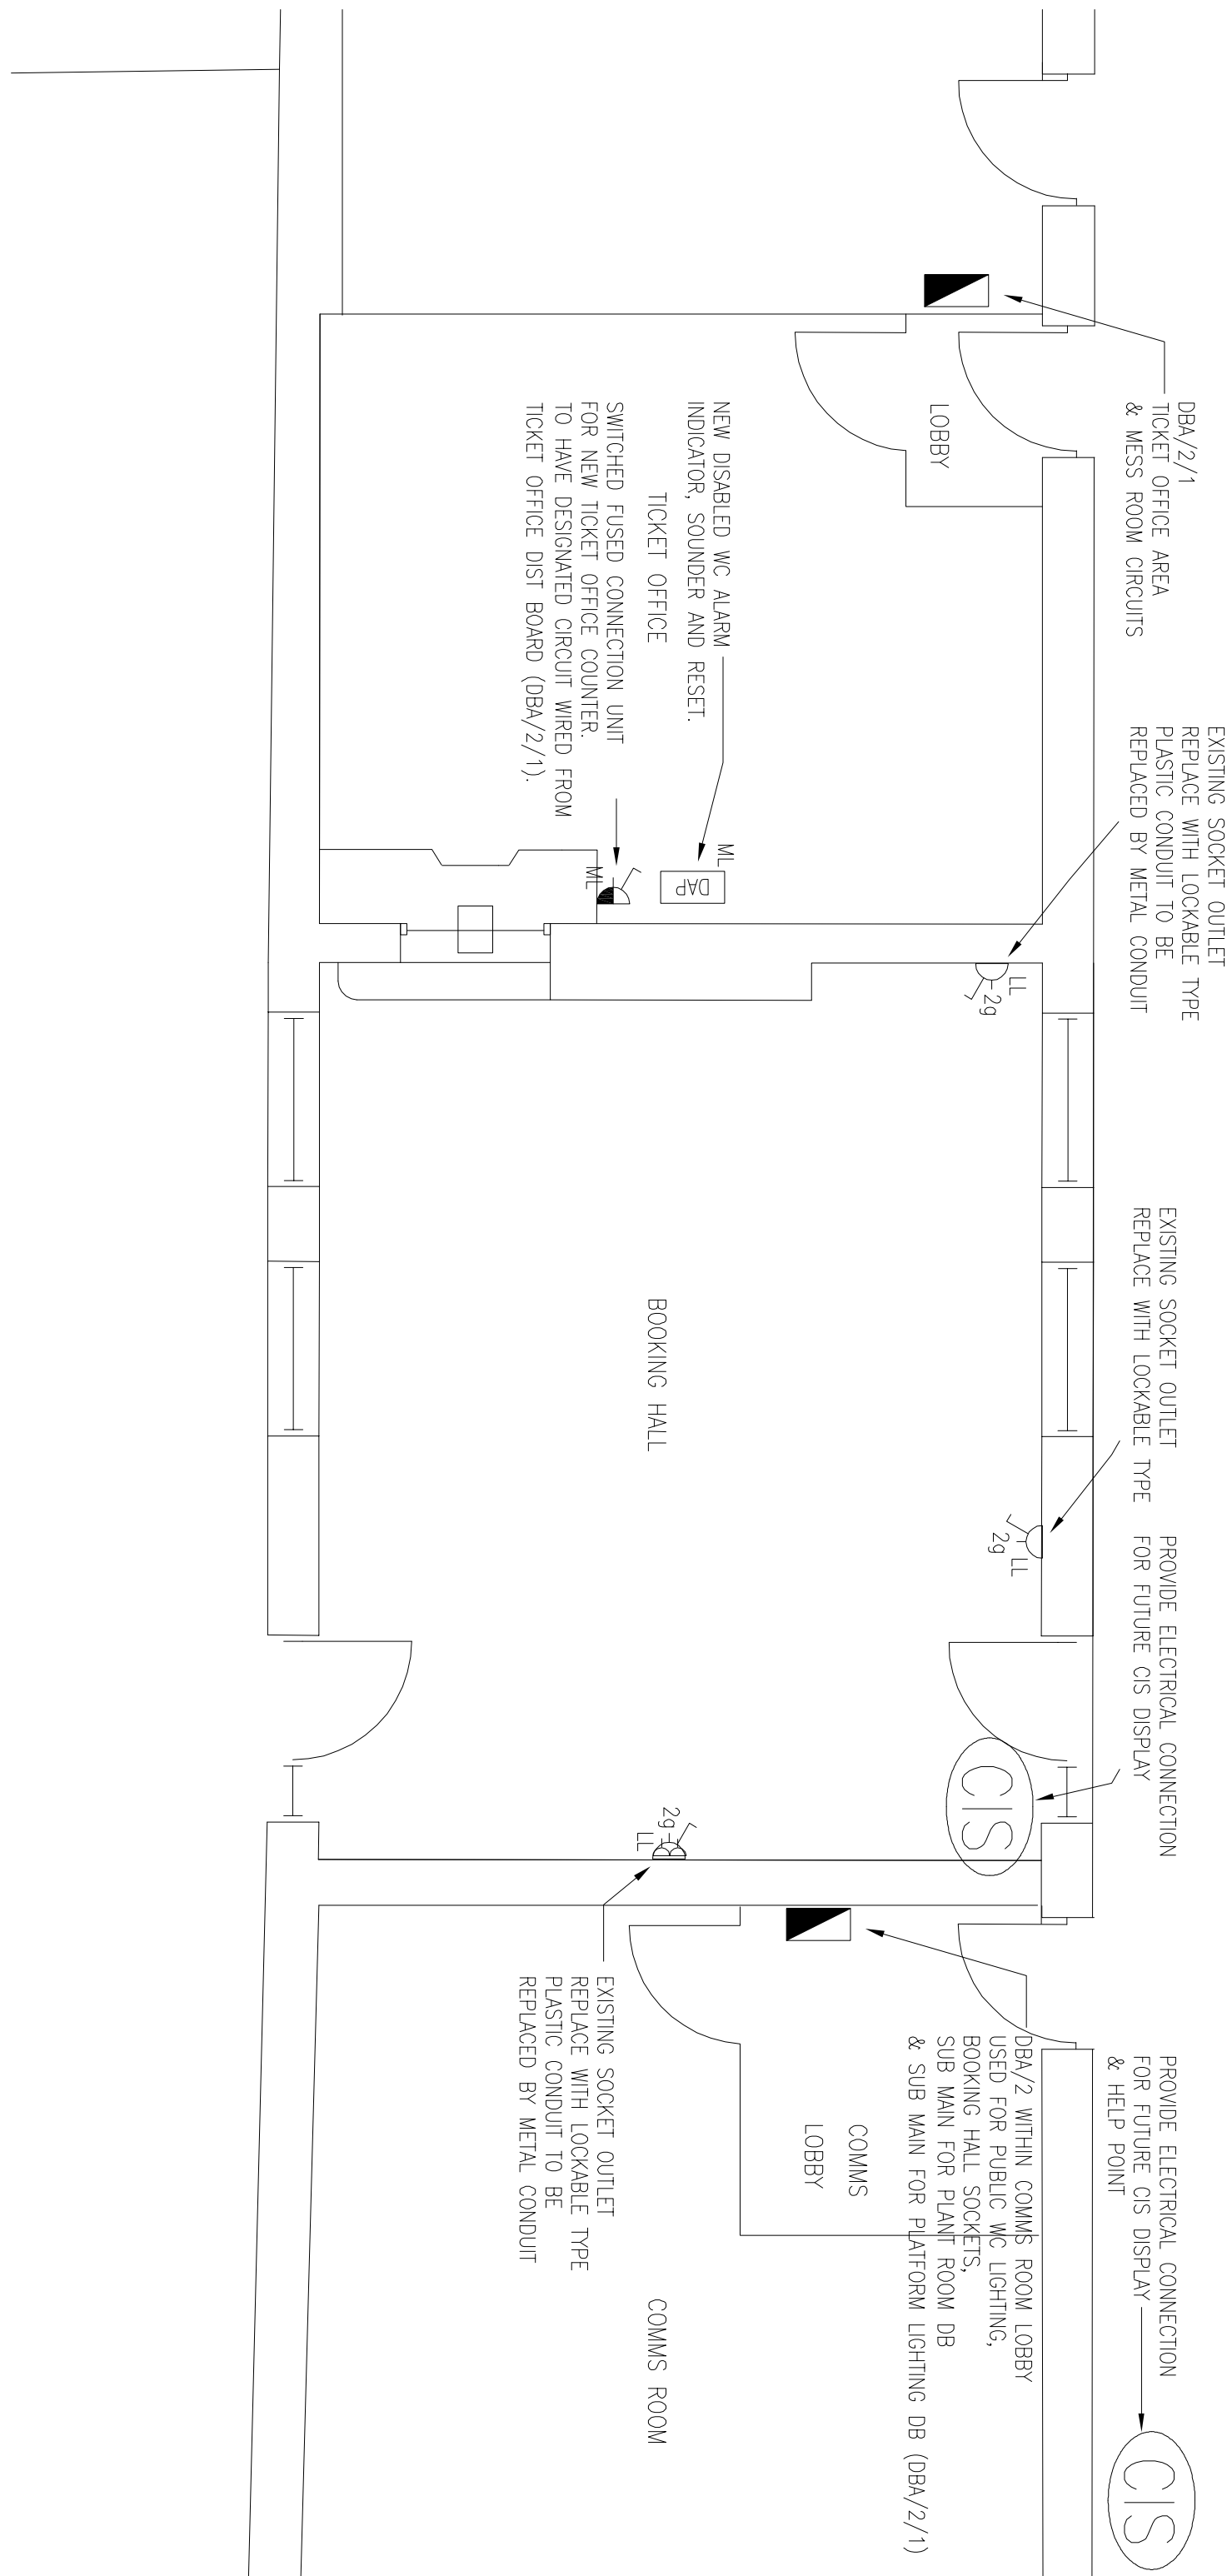 DBA/2/1
TICKET OFFICE AREA
& MESS ROOM CIRCUITS
EXISTING SOCKET OUTLET
REPLACE WITH LOCKABLE TYPE
PLASTIC CONDUIT TO BE
REPLACED BY METAL CONDUIT
EXISTING SOCKET OUTLET
REPLACE WITH LOCKABLE TYPE
PROVIDE ELECTRICAL CONNECTION
FOR FUTURE CIS DISPLAY
PROVIDE ELECTRICAL CONNECTION
FOR FUTURE CIS DISPLAY
& HELP POINT
CIS
LOBBY
LL
2g
LL
2g
CIS
DBA/2 WITHIN COMMS ROOM LOBBY
USED FOR PUBLIC WC LIGHTING,
BOOKING HALL SOCKETS,
SUB MAIN FOR PLANT ROOM DB
& SUB MAIN FOR PLATFORM LIGHTING DB (DBA/2/1)
COMMS
LOBBY
NEW DISABLED WC ALARM
INDICATOR, SOUNDER AND RESET.
ML
DAP
TICKET OFFICE
BOOKING HALL
2g
LL
COMMS ROOM
SWITCHED FUSED CONNECTION UNIT
FOR NEW TICKET OFFICE COUNTER.
TO HAVE DESIGNATED CIRCUIT WIRED FROM
TICKET OFFICE DIST BOARD (DBA/2/1).
ML
EXISTING SOCKET OUTLET
REPLACE WITH LOCKABLE TYPE
PLASTIC CONDUIT TO BE
REPLACED BY METAL CONDUIT